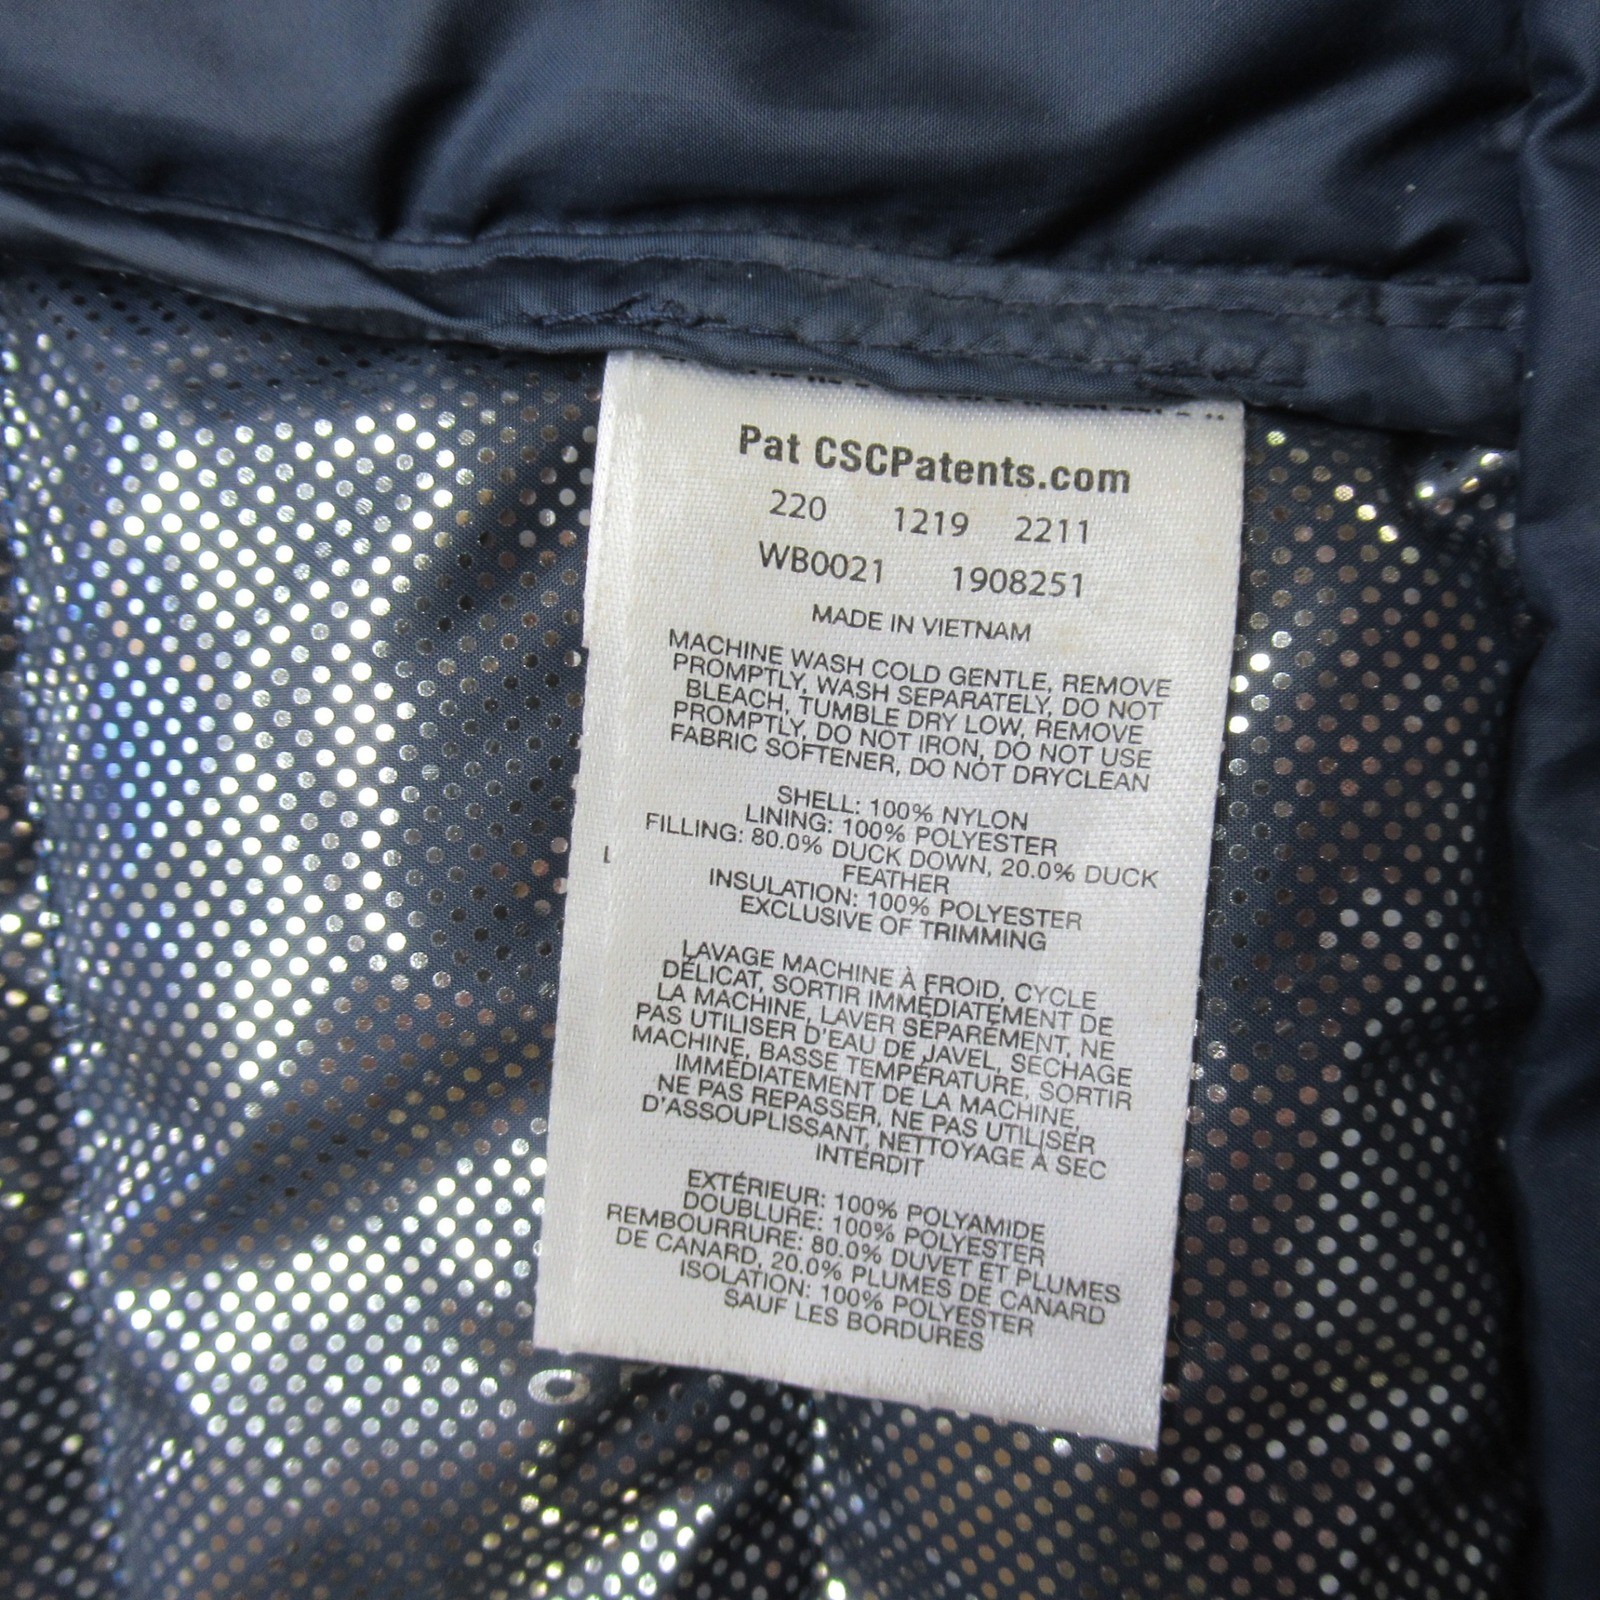 Pat CSCPatents.com
220 1219 2211
WB0021 1908251
MADE IN VIETNAM
MACHINE WASH COLD GENTLE, REMOVE
PROMPTLY, WASH SEPARATELY, DO NOT
BLEACH, TUMBLE DRY LOW, REMOVE
PROMPTLY, DO NOT IRON, DO NOT USE
FABRIC SOFTENER, DO NOT DRYCLEAN
SHELL: 100% NYLON
LINING: 100% POLYESTER
FILLING: 80.0% DUCK DOWN, 20.0% DUCK
FEATHER
INSULATION: 100% POLYESTER
EXCLUSIVE OF TRIMMING
LAVAGE MACHINE À FROID, CYCLE
DÉLICAT, SORTIR IMMÉDIATEMENT DE
LA MACHINE, LAVER SÉPARÉMENT, NE
PAS UTILISER D'EAU DE JAVEL, SÉCHAGE
MACHINE, BASSE TEMPÉRATURE, SORTIR
IMMÉDIATEMENT DE LA MACHINE,
NE PAS REPASSER, NE PAS UTILISER
D'ASSOUPLISSANT, NETTOYAGE À SEC
INTERDIT
EXTÉRIEUR: 100% POLYAMIDE
DOUBLURE: 100% POLYESTER
REMBOURRURE: 80.0% DUVET ET PLUMES
DE CANARD, 20.0% PLUMES DE CANARD
ISOLATION: 100% POLYESTER
SAUF LES BORDURES